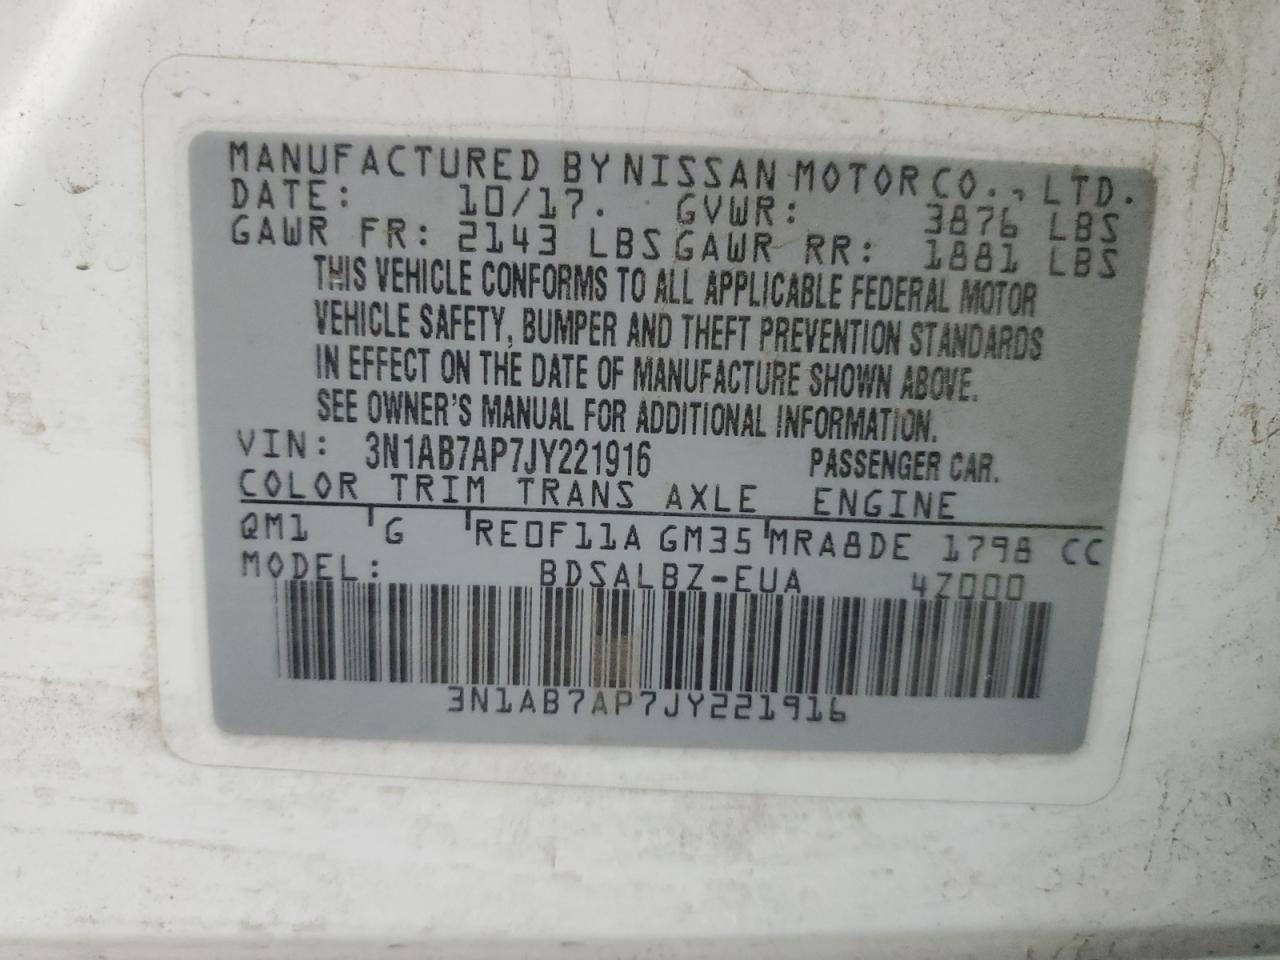 MANUFACTURED BY NISSAN MOTOR CO., LTD.
DATE: 10/17. GVWR: 3876 LBS
GAWR FR: 2143 LBS GAWR RR: 1881 LBS
THIS VEHICLE CONFORMS TO ALL APPLICABLE FEDERAL MOTOR
VEHICLE SAFETY, BUMPER AND THEFT PREVENTION STANDARDS
IN EFFECT ON THE DATE OF MANUFACTURE SHOWN ABOVE.
SEE OWNER'S MANUAL FOR ADDITIONAL INFORMATION.
VIN: 3N1AB7AP7JY221916 PASSENGER CAR.
COLOR TRIM TRANS AXLE ENGINE
QM1 G RE0F11A GM35 MRA8DE 1798 CC
MODEL: BDSALBZ-EUA 4Z000
3N1AB7AP7JY221916